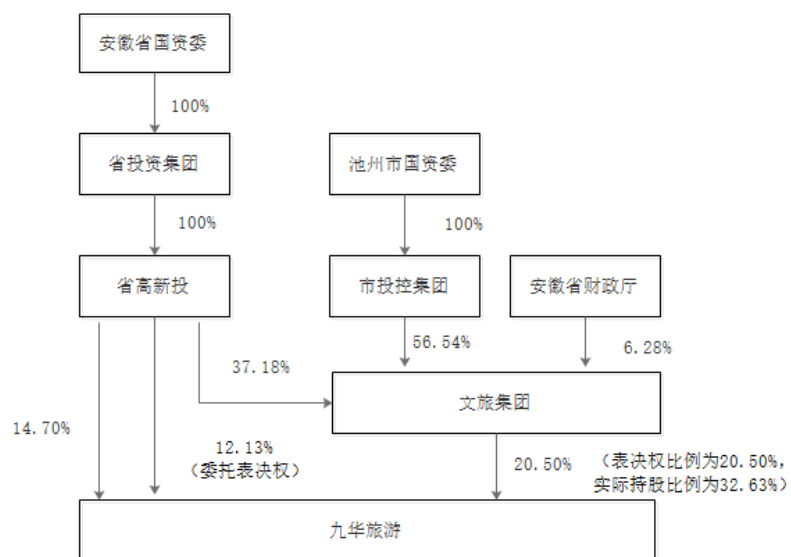 安徽省国资委
100%
省投资集团
池州市国资委
100%
100%
省高新投
市投控集团
安徽省财政厅
56.54%
6.28%
37.18%
文旅集团
14.70%
12.13%
（委托表决权）
20.50%
（表决权比例为20.50%，
实际持股比例为32.63%）
九华旅游